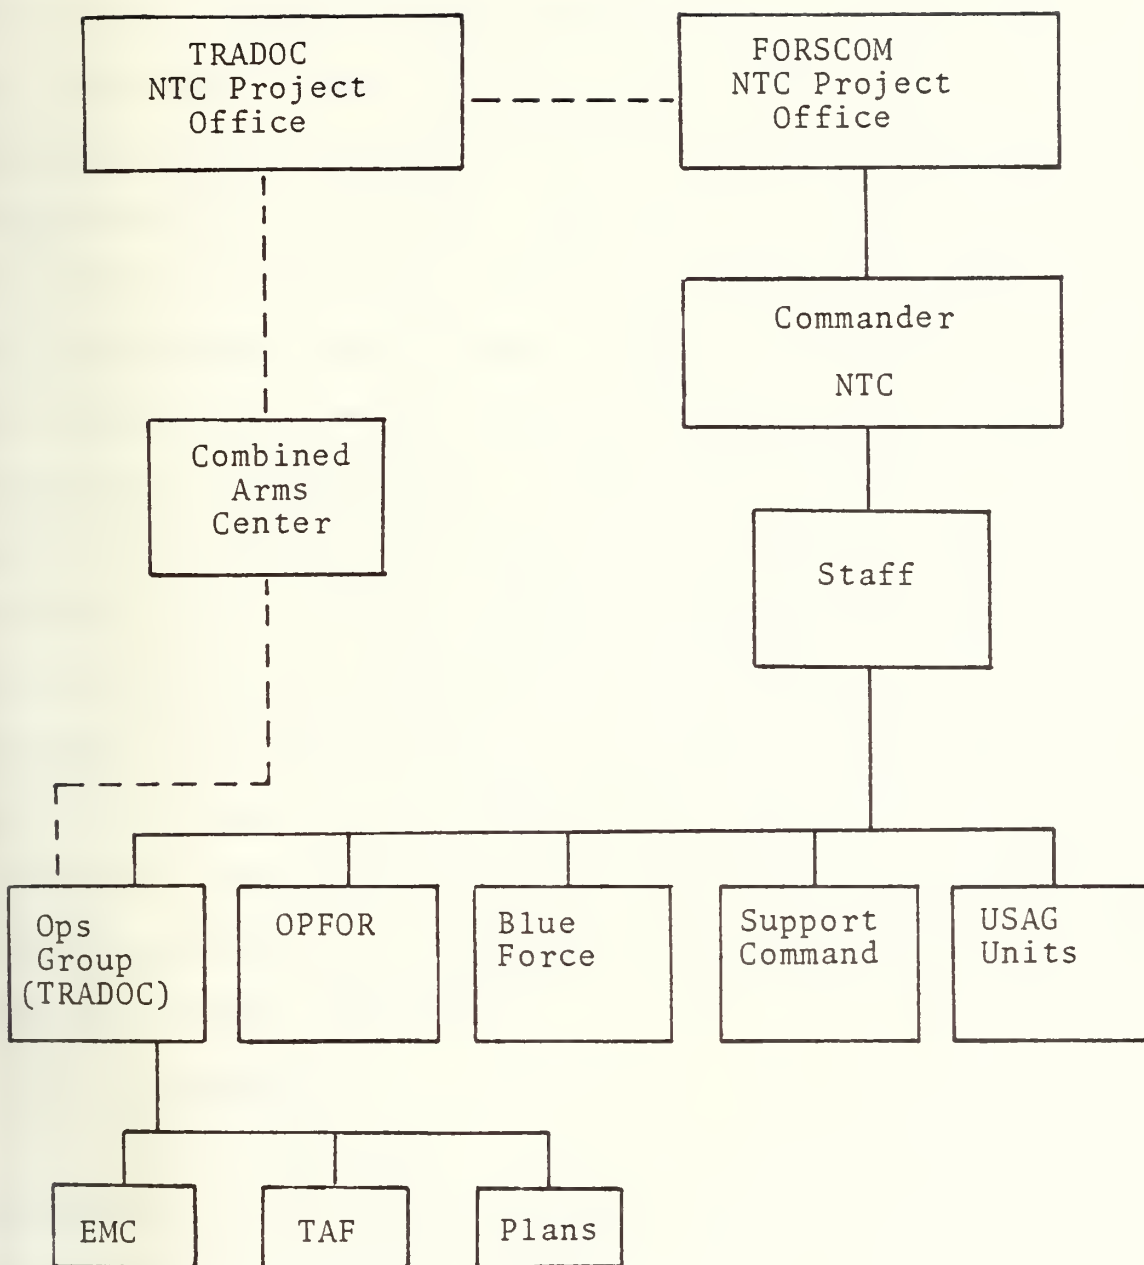 TRADOC
NTC Project
Office
FORSCOM
NTC Project
Office
Commander
NTC
Combined
Arms
Center
Staff
Ops
Group
(TRADOC)
OPFOR
Blue
Force
Support
Command
USAG
Units
EMC
TAF
Plans